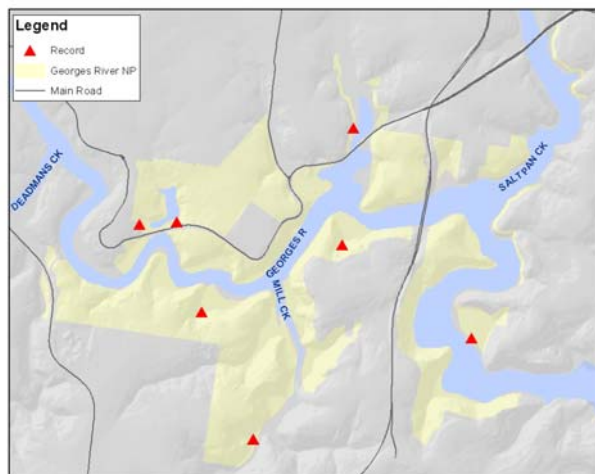 Legend
Record
Georges River NP
Main Road
DEADMANS CK
SALTpAN CK
GEORGES R
MILL CK